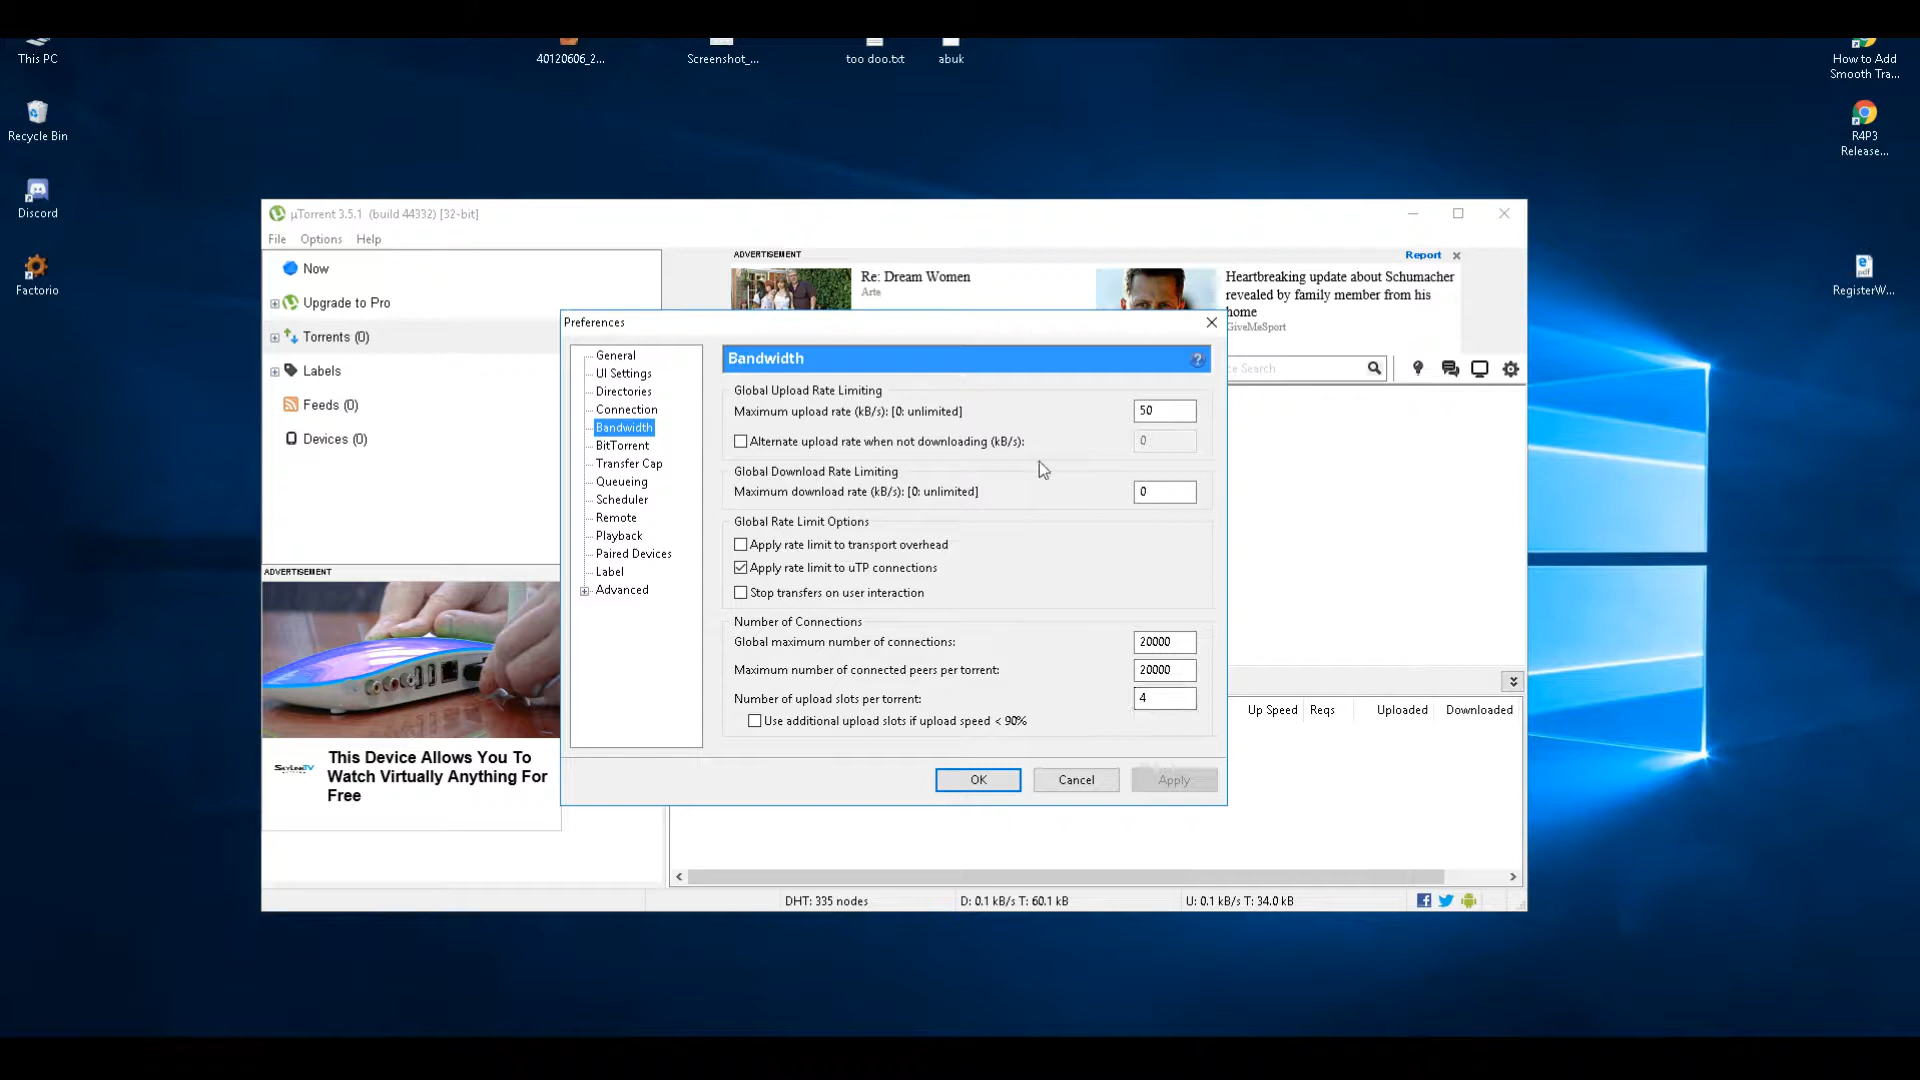 This PC
40120606_2...
Screenshot_...
too doo.txt
abuk
How to Add
Smooth Tra...
Recycle Bin
R4P3
Release...
Discord
Factorio
RegisterW...
µTorrent 3.5.1 (build 44332) [32-bit]
File Options Help
ADVERTISEMENT
Report
Now
Upgrade to Pro
Torrents (0)
Labels
Feeds (0)
Devices (0)
Re: Dream Women
Arte
Heartbreaking update about Schumacher
revealed by family member from his
home
GiveMeSport
Search
Preferences
General
UI Settings
Directories
Connection
Bandwidth
BitTorrent
Transfer Cap
Queueing
Scheduler
Remote
Playback
Paired Devices
Label
Advanced
Bandwidth
Global Upload Rate Limiting
Maximum upload rate (kB/s): [0: unlimited] 50
Alternate upload rate when not downloading (kB/s): 0
Global Download Rate Limiting
Maximum download rate (kB/s): [0: unlimited] 0
Global Rate Limit Options
Apply rate limit to transport overhead
Apply rate limit to uTP connections
Stop transfers on user interaction
Number of Connections
Global maximum number of connections: 20000
Maximum number of connected peers per torrent: 20000
Number of upload slots per torrent: 4
Use additional upload slots if upload speed < 90%
OK Cancel Apply
ADVERTISEMENT
SkyLinkTV
This Device Allows You To
Watch Virtually Anything For
Free
Up Speed Reqs Uploaded Downloaded
DHT: 335 nodes D: 0.1 kB/s T: 60.1 kB U: 0.1 kB/s T: 34.0 kB